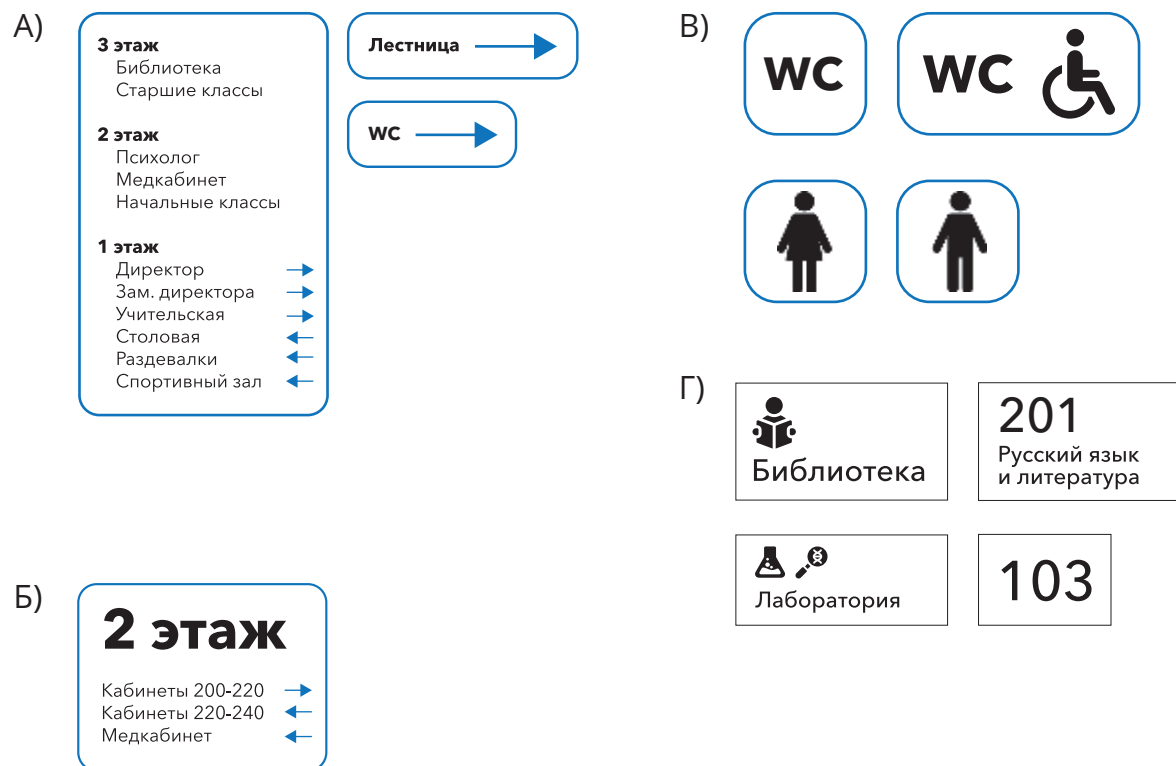 А)
3 этаж
Библиотека
Старшие классы
2 этаж
Психолог
Медкабинет
Начальные классы
1 этаж
Директор
Зам. директора
Учительская
Столовая
Раздевалки
Спортивный зал
Лестница
WC
Б)
2 этаж
Кабинеты 200-220
Кабинеты 220-240
Медкабинет
В)
WC
WC
Г)
Библиотека
201
Русский язык
и литература
Лаборатория
103